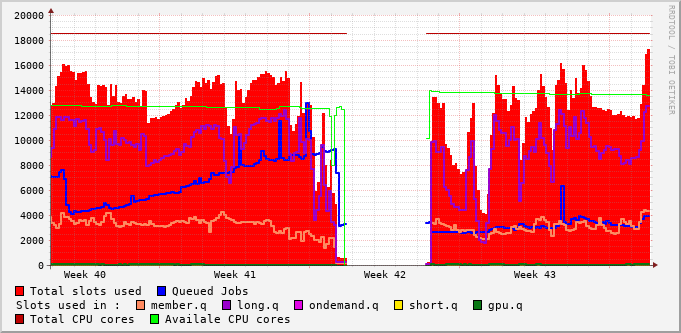 RRDTOOL / TOBI OETIKER
20000
18000
16000
14000
12000
10000
8000
6000
4000
2000
0
Week 40 Week 41 Week 42 Week 43
Total slots used Queued Jobs
Slots used in : member.q long.q ondemand.q short.q gpu.q
Total CPU cores Availale CPU cores